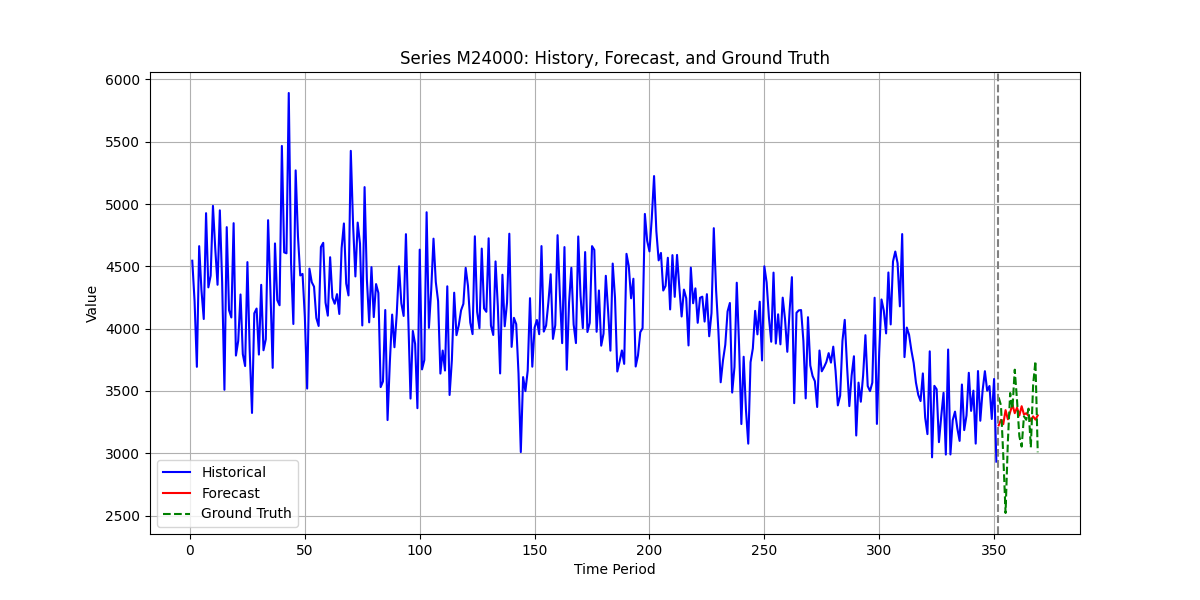 Series M24000: History, Forecast, and Ground Truth
6000
5500
5000
4500
4000
3500
3000
2500
Value
Historical
Forecast
Ground Truth
0 50 100 150 200 250 300 350
Time Period